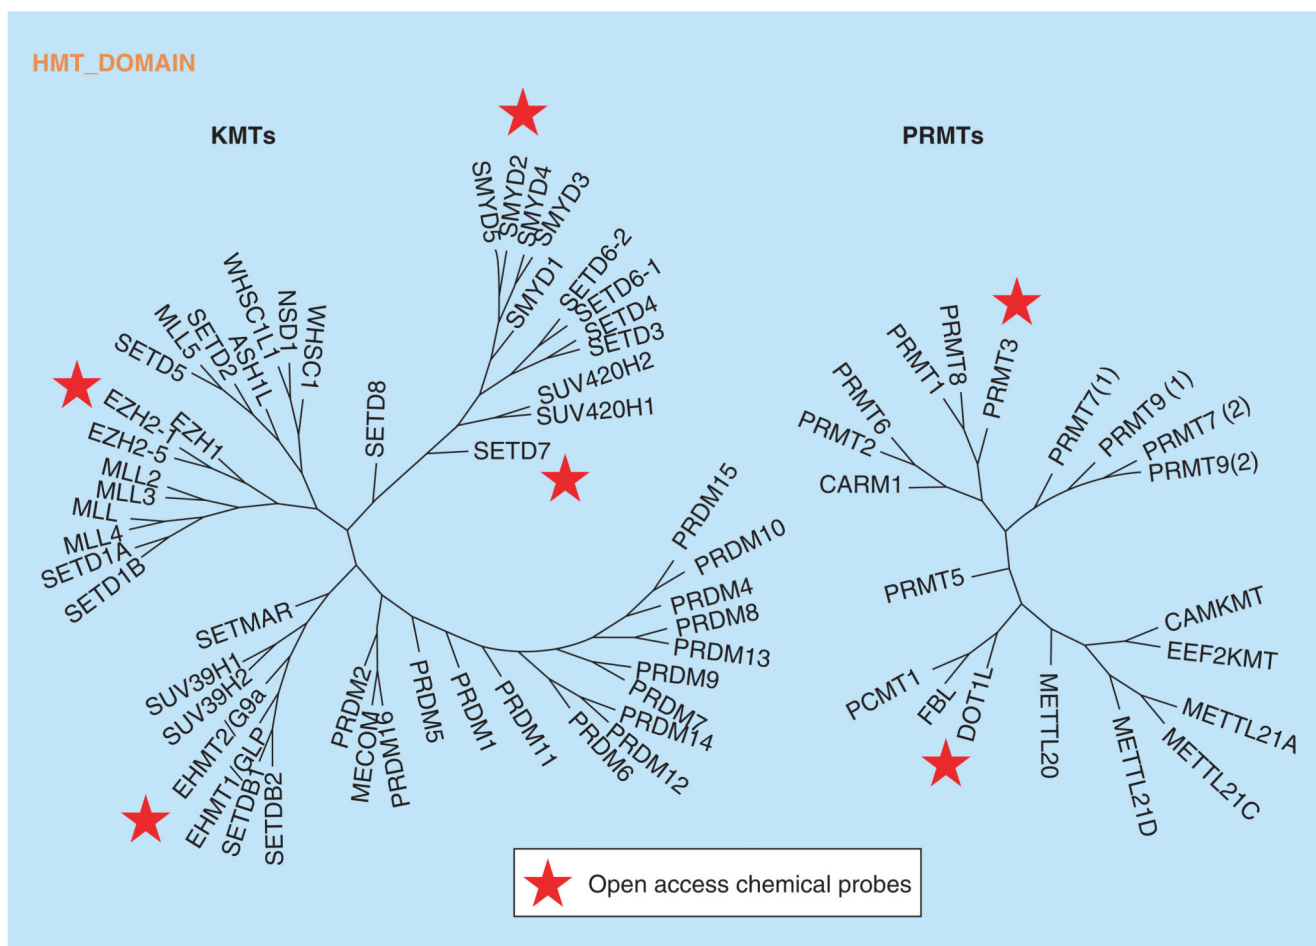 HMT_DOMAIN
KMTs
PRMTs
SMYD5
SMYD2
SMYD4
SMYD3
SMYD1
SETD6-2
SETD6-1
SETD4
SETD3
SUV420H2
SUV420H1
SETD7
SETD8
WHSC1
NSD1
WHSC1L1
ASH1L
SETD2
MLL5
SETD5
EZH1
EZH2-1
EZH2-5
MLL2
MLL3
MLL
MLL4
SETD1A
SETD1B
SETMAR
SUV39H1
SUV39H2
EHMT2/G9a
EHMT1/GLP
SETDB1
SETDB2
PRDM2
MECOM
PRDM16
PRDM5
PRDM1
PRDM11
PRDM6
PRDM12
PRDM14
PRDM7
PRDM9
PRDM13
PRDM8
PRDM4
PRDM10
PRDM15
PRMT8
PRMT3
PRMT1
PRMT6
PRMT2
CARM1
PRMT7(1)
PRMT9 (1)
PRMT7 (2)
PRMT9(2)
PRMT5
CAMKMT
EEF2KMT
METTL21A
METTL21C
METTL21D
METTL20
DOT1L
FBL
PCMT1
Open access chemical probes